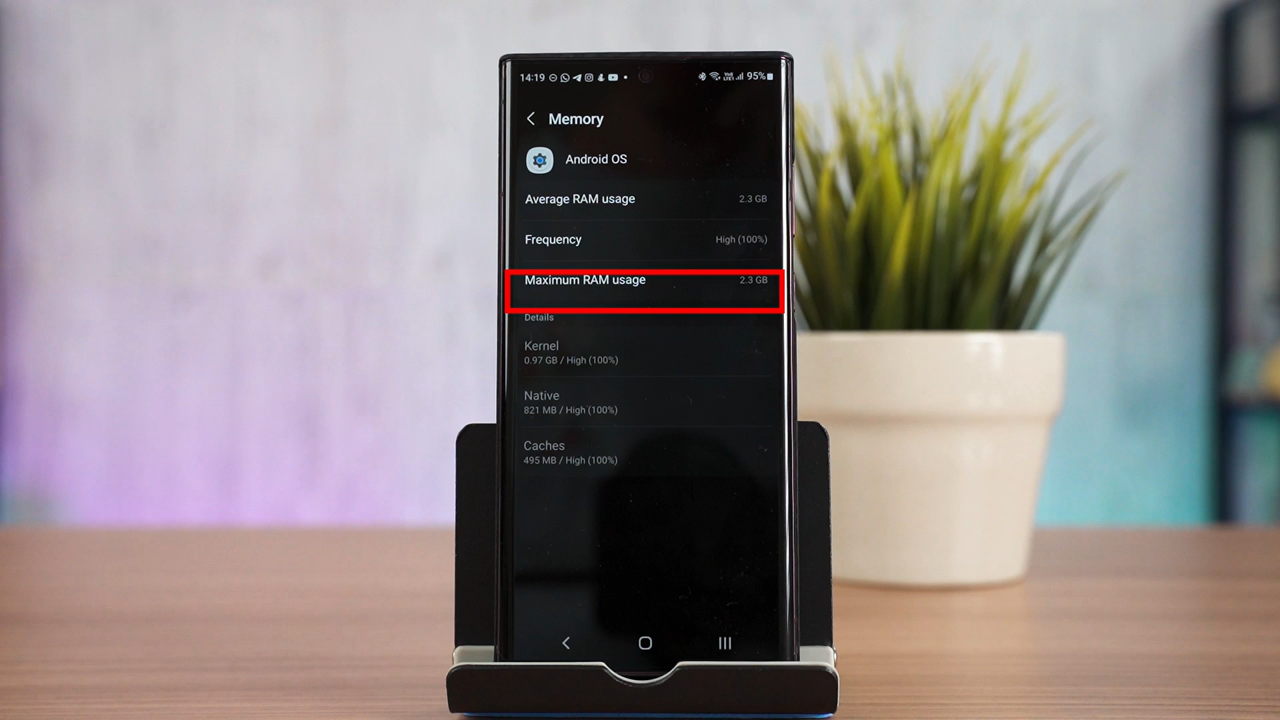 14:19 95%
Memory
Android OS
Average RAM usage 2.3 GB
Frequency High (100%)
Maximum RAM usage 2.3 GB
Details
Kernel
0.97 GB / High (100%)
Native
821 MB / High (100%)
Caches
495 MB / High (100%)